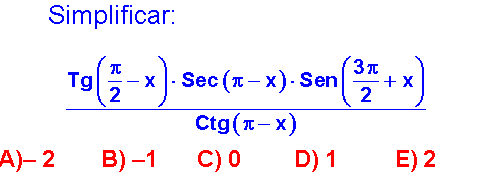 Simplificar:
Tg(π/2 − x)·Sec(π − x)·Sen(3π/2 + x)
Ctg(π − x)
A)– 2 B) –1 C) 0 D) 1 E) 2